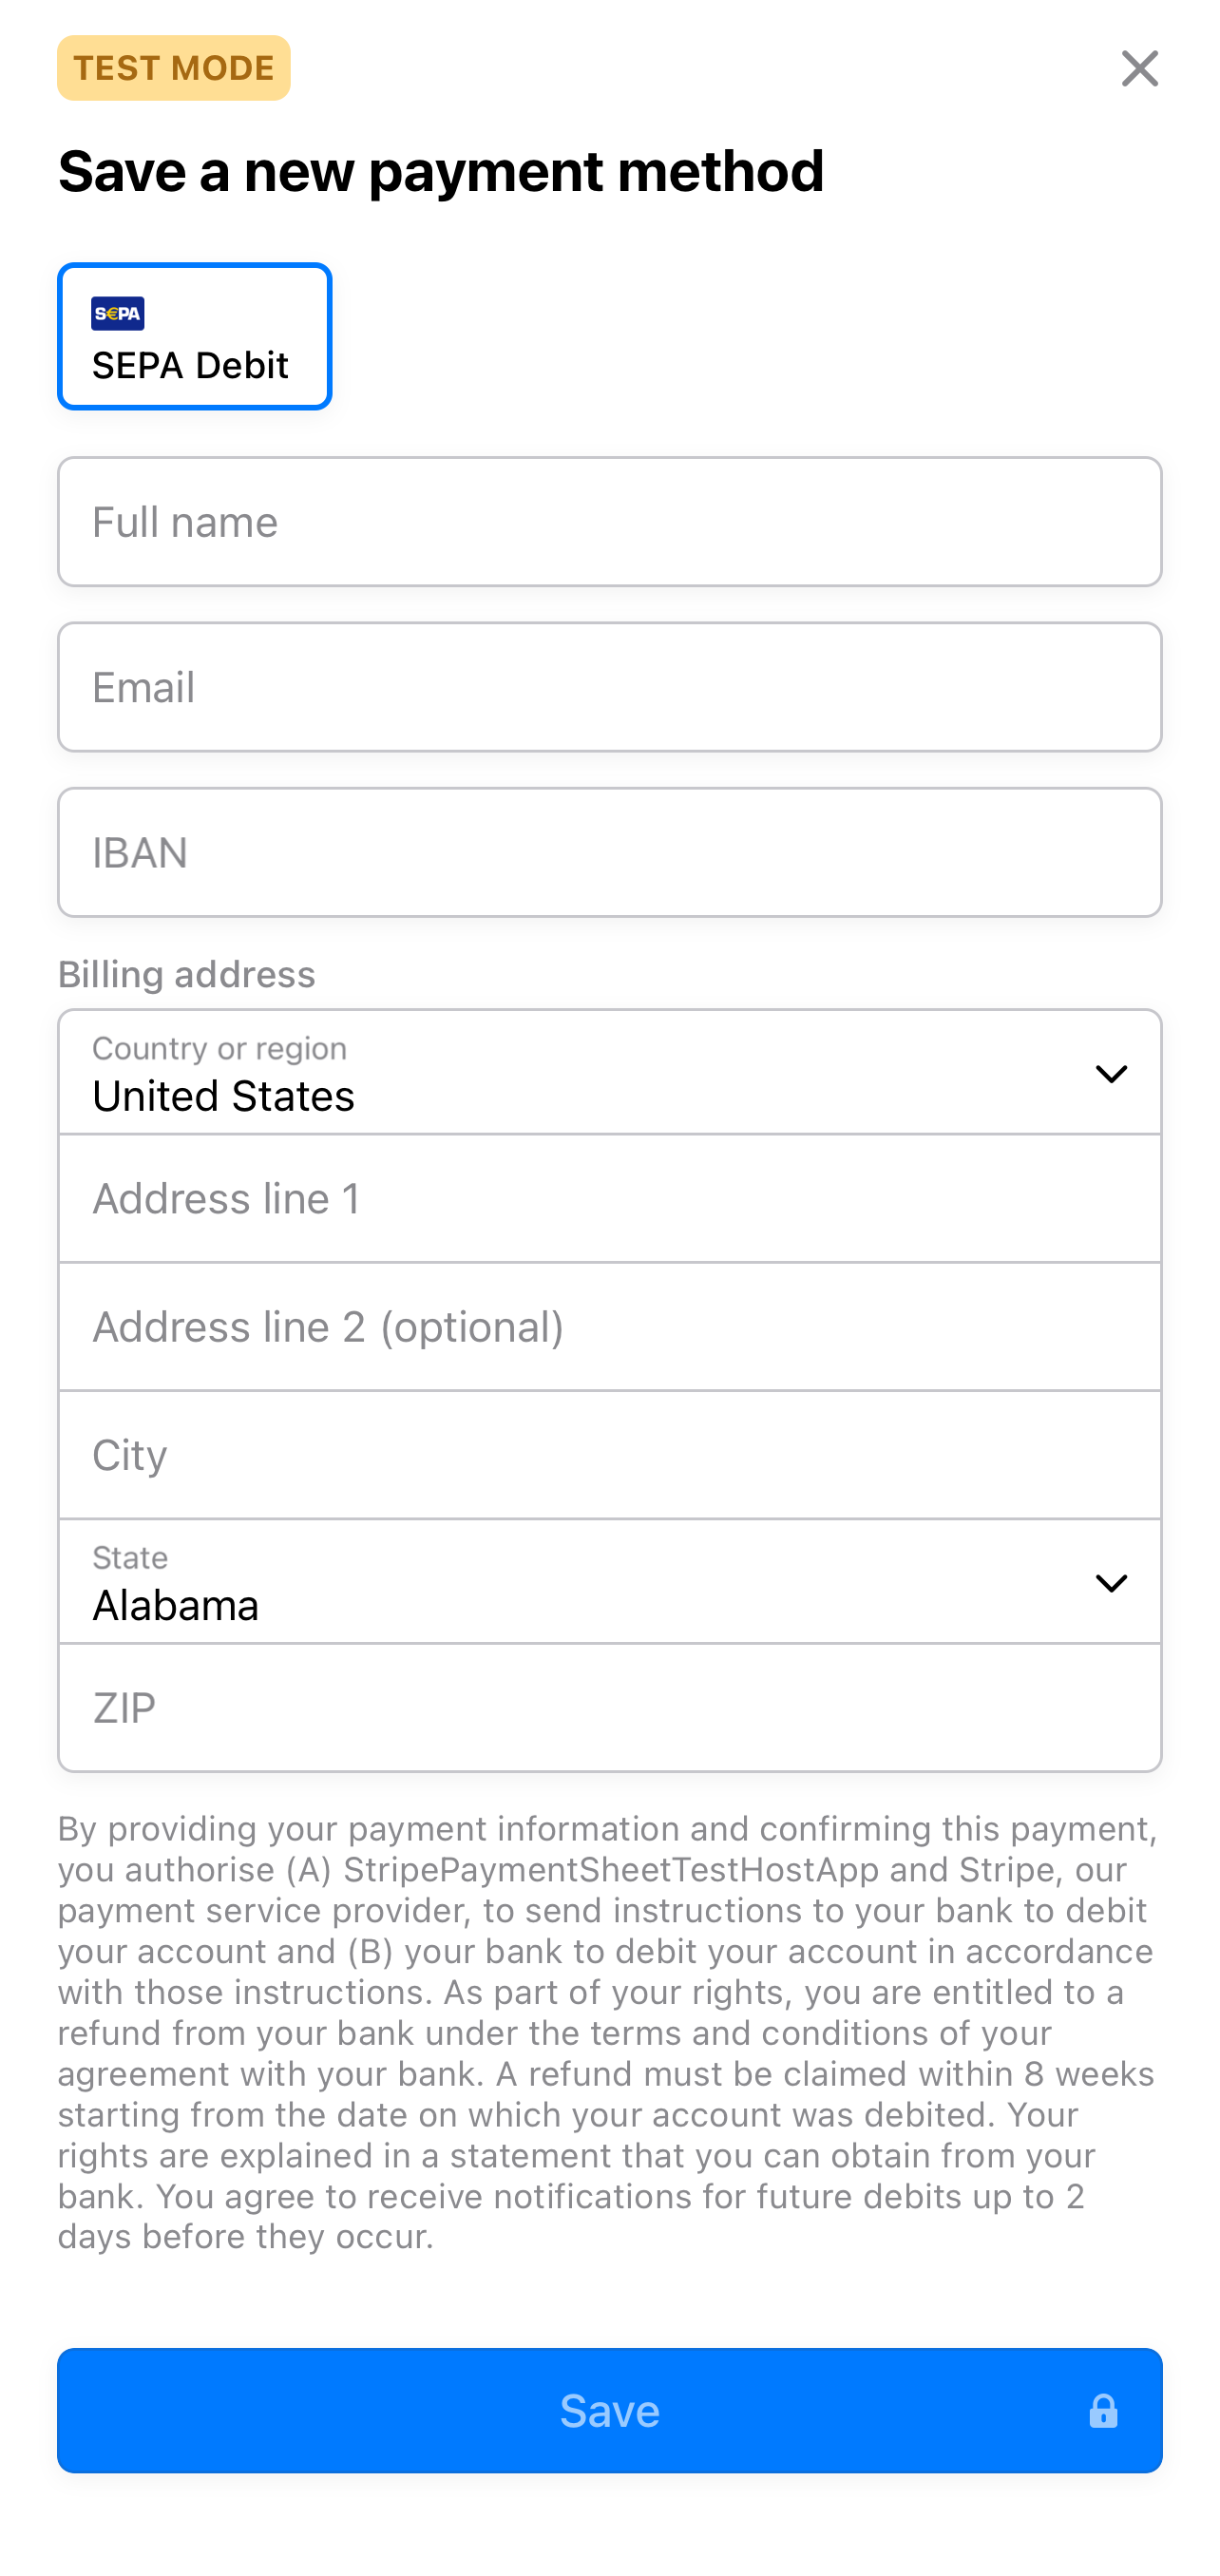 TEST MODE
Save a new payment method
S€PA
SEPA Debit
Full name
Email
IBAN
Billing address
Country or region
United States
Address line 1
Address line 2 (optional)
City
State
Alabama
ZIP
By providing your payment information and confirming this payment,
you authorise (A) StripePaymentSheetTestHostApp and Stripe, our
payment service provider, to send instructions to your bank to debit
your account and (B) your bank to debit your account in accordance
with those instructions. As part of your rights, you are entitled to a
refund from your bank under the terms and conditions of your
agreement with your bank. A refund must be claimed within 8 weeks
starting from the date on which your account was debited. Your
rights are explained in a statement that you can obtain from your
bank. You agree to receive notifications for future debits up to 2
days before they occur.
Save